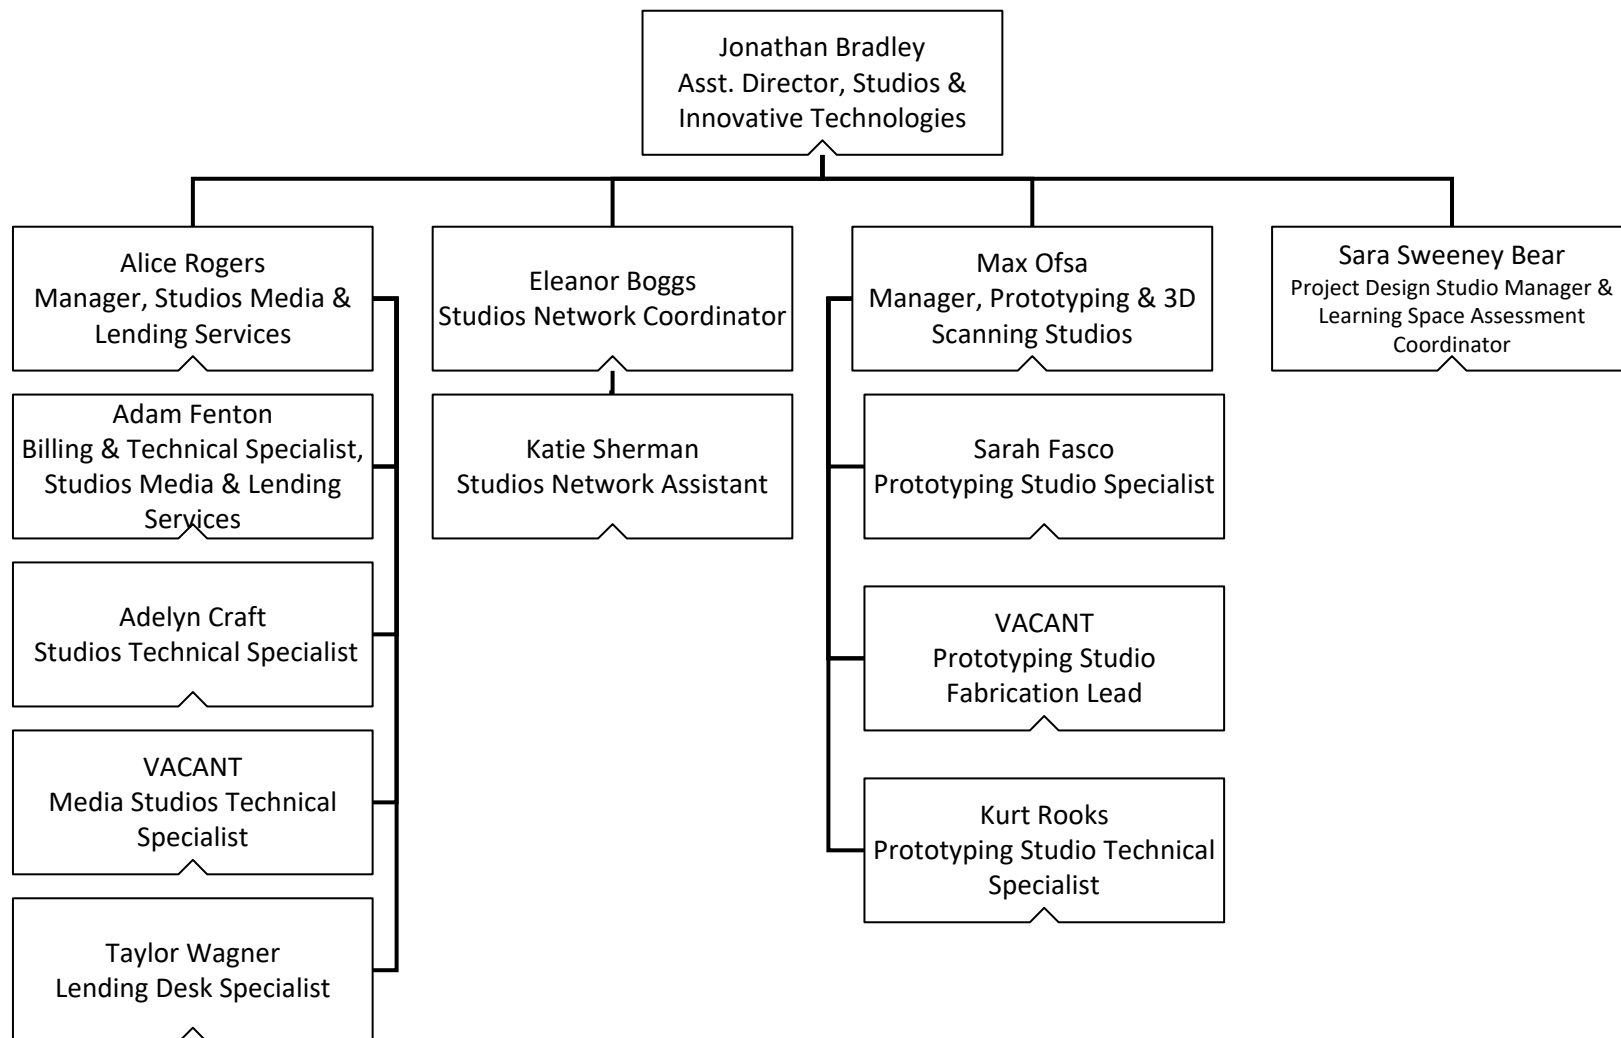 Jonathan Bradley
Asst. Director, Studios &
Innovative Technologies
Alice Rogers
Manager, Studios Media &
Lending Services
Eleanor Boggs
Studios Network Coordinator
Max Ofsa
Manager, Prototyping & 3D
Scanning Studios
Sara Sweeney Bear
Project Design Studio Manager &
Learning Space Assessment
Coordinator
Adam Fenton
Billing & Technical Specialist,
Studios Media & Lending
Services
Katie Sherman
Studios Network Assistant
Sarah Fasco
Prototyping Studio Specialist
Adelyn Craft
Studios Technical Specialist
VACANT
Prototyping Studio
Fabrication Lead
VACANT
Media Studios Technical
Specialist
Kurt Rooks
Prototyping Studio Technical
Specialist
Taylor Wagner
Lending Desk Specialist